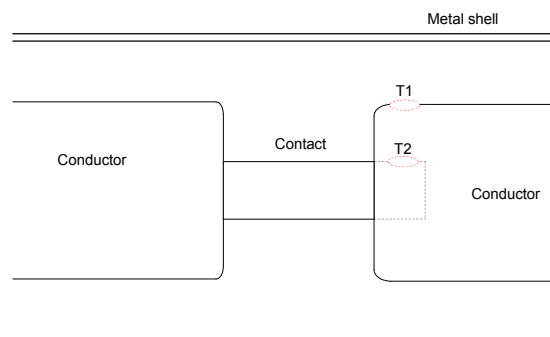 Metal shell
T1
Contact
T2
Conductor
Conductor